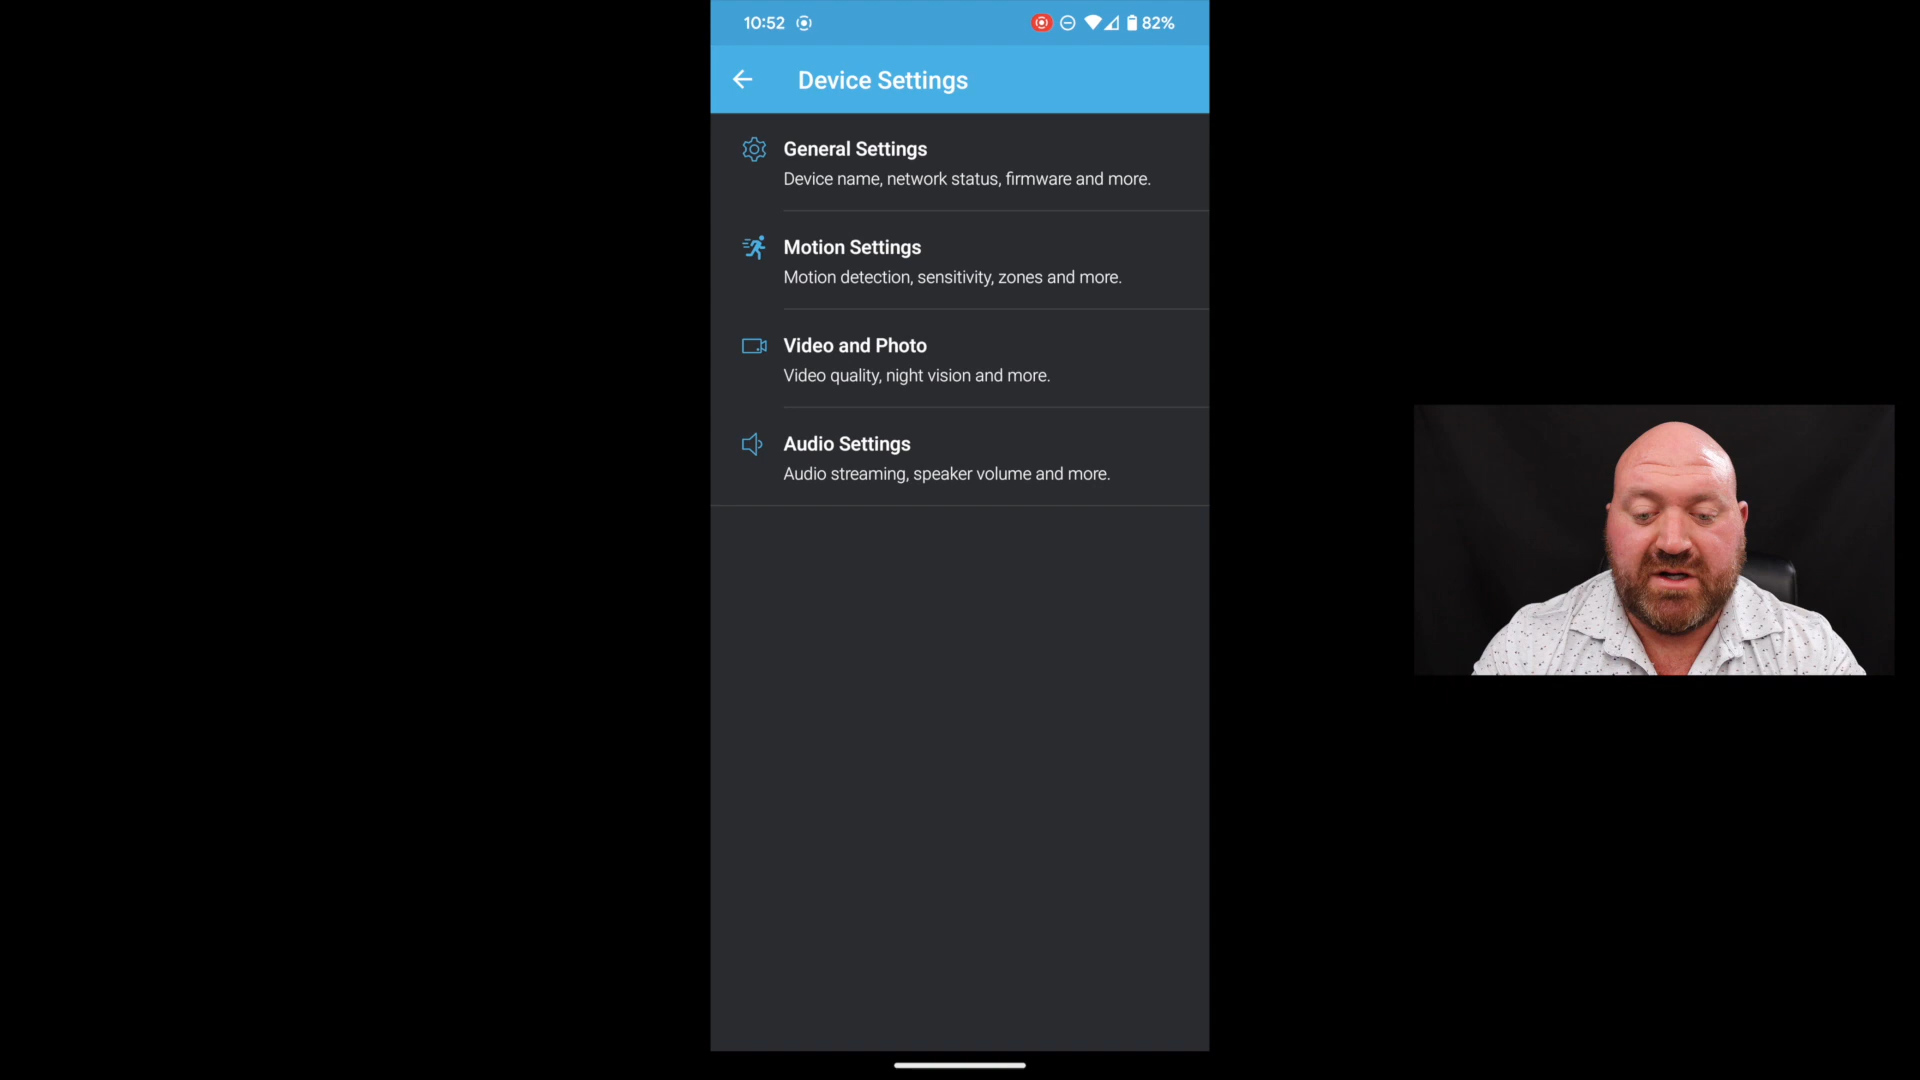 10:52
82%
Device Settings
General Settings
Device name, network status, firmware and more.
Motion Settings
Motion detection, sensitivity, zones and more.
Video and Photo
Video quality, night vision and more.
Audio Settings
Audio streaming, speaker volume and more.